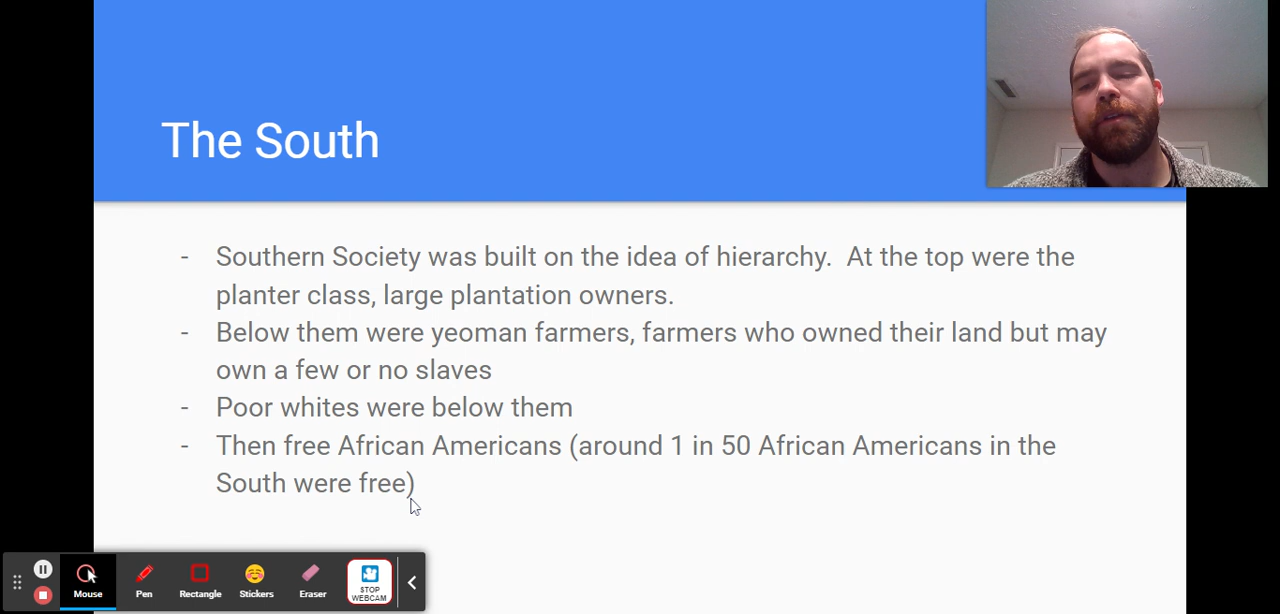 The South
- Southern Society was built on the idea of hierarchy.  At the top were the
planter class, large plantation owners.
- Below them were yeoman farmers, farmers who owned their land but may
own a few or no slaves
- Poor whites were below them
- Then free African Americans (around 1 in 50 African Americans in the
South were free)
Mouse
Pen
Rectangle
Stickers
Eraser
STOP
WEBCAM